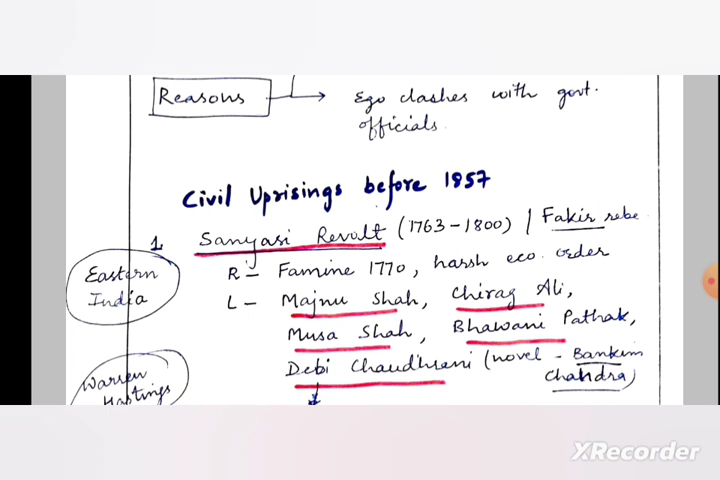 Reasons → Ego clashes with govt.
officials.
Civil Uprisings before 1857
1. Sanyasi Revolt (1763-1800) | Fakir rebe
Eastern
India
R - Famine 1770, harsh eco. order
L - Majnu Shah, Chirag Ali,
Musa Shah, Bhawani Pathak,
Debi Chaudhrani (novel - Bankim
Chandra)
Warren
Hastings
XRecorder